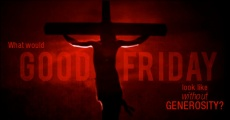 What would
GOOD FRIDAY
look like
without
GENEROSITY?